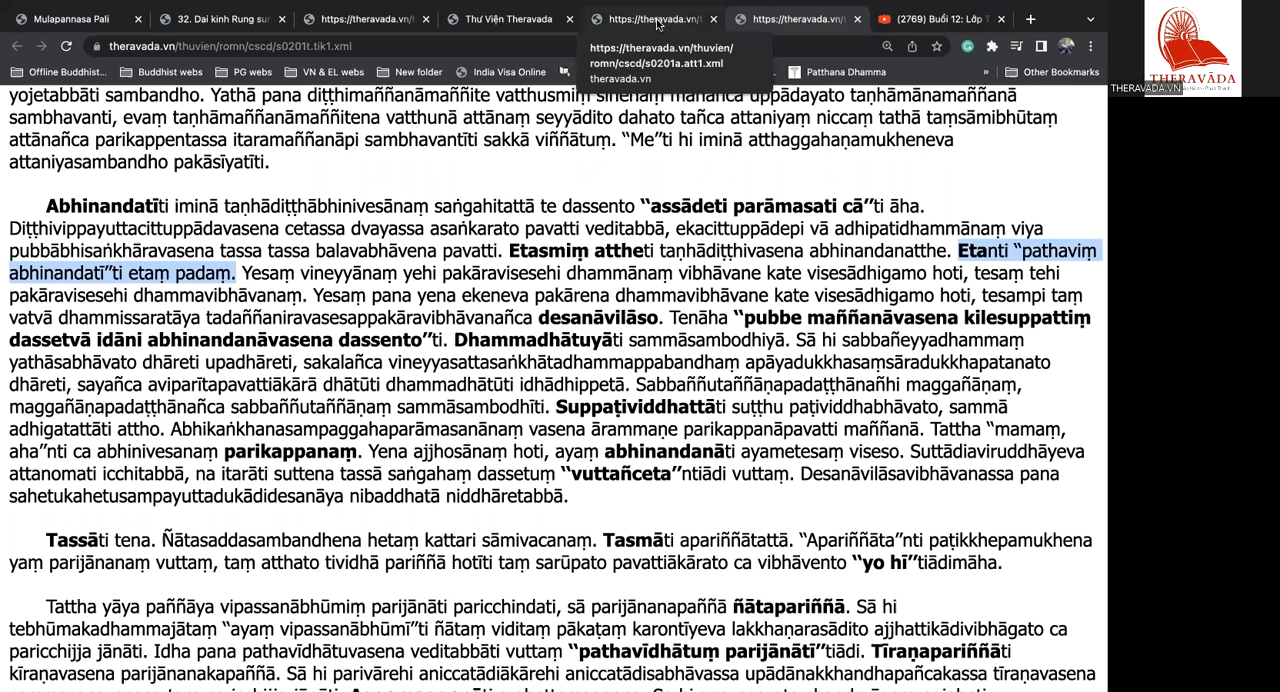 Mulapannasa Pali
32. Dai kinh Rung sun
https://theravada.vn/t
Thư Viện Theravada
https://theravada.vn/t
https://theravada.vn/t
(2769) Buổi 12: Lớp T
theravada.vn/thuvien/romn/cscd/s0201t.tik1.xml
https://theravada.vn/thuvien/
romn/cscd/s0201a.att1.xml
theravada.vn
Offline Buddhist...
Buddhist webs
PG webs
VN & EL webs
India Visa Online
Patthana Dhamma
»
Other Bookmarks
THERAVĀDA
THERAVADA.VN
yojetabbāti sambandho. Yathā pana diṭṭhimaññanāmaññite vatthusmiṃ sinehaṃ mānañca uppādayato taṇhāmānamaññanā
sambhavanti, evaṃ taṇhāmaññanāmaññitena vatthunā attānaṃ seyyādito dahato tañca attaniyaṃ niccaṃ tathā taṃsāmibhūtaṃ
attānañca parikappentassa itaramaññanāpi sambhavantīti sakkā viññātuṃ. “Me”ti hi iminā atthaggahaṇamukheneva
attaniyasambandho pakāsīyatīti.
Abhinandatīti iminā taṇhādiṭṭhābhinivesānaṃ saṅgahitattā te dassento “assādeti parāmasati cā”ti āha.
Diṭṭhivippayuttacittuppādavasena cetassa dvayassa asaṅkarato pavatti veditabbā, ekacittuppādepi vā adhipatidhammānaṃ viya
pubbābhisaṅkhāravasena tassa tassa balavabhāvena pavatti. Etasmiṃ attheti taṇhādiṭṭhivasena abhinandanatthe. Etanti “pathaviṃ
abhinandatī”ti etaṃ padaṃ. Yesaṃ vineyyānaṃ yehi pakāravisesehi dhammānaṃ vibhāvane kate visesādhigamo hoti, tesaṃ tehi
pakāravisesehi dhammavibhāvanaṃ. Yesaṃ pana yena ekeneva pakārena dhammavibhāvane kate visesādhigamo hoti, tesampi taṃ
vatvā dhammissaratāya tadaññaniravasesappakāravibhāvanañca desanāvilāso. Tenāha “pubbe maññanāvasena kilesuppattiṃ
dassetvā idāni abhinandanāvasena dassento”ti. Dhammadhātuyāti sammāsambodhiyā. Sā hi sabbañeyyadhammaṃ
yathāsabhāvato dhāreti upadhāreti, sakalañca vineyyasattasaṅkhātadhammappabandhaṃ apāyadukkhasaṃsāradukkhapatanato
dhāreti, sayañca aviparītapavattiākārā dhātūti dhammadhātūti idhādhippetā. Sabbaññutaññāṇapadaṭṭhānañhi maggañāṇaṃ,
maggañāṇapadaṭṭhānañca sabbaññutaññāṇaṃ sammāsambodhīti. Suppaṭividdhattāti suṭṭhu paṭividdhabhāvato, sammā
adhigatattāti attho. Abhikaṅkhanasampaggahaparāmasanānaṃ vasena ārammaṇe parikappanāpavatti maññanā. Tattha “mamaṃ,
aha”nti ca abhinivesanaṃ parikappanaṃ. Yena ajjhosānaṃ hoti, ayaṃ abhinandanāti ayametesaṃ viseso. Suttādiaviruddhāyeva
attanomati icchitabbā, na itarāti suttena tassā saṅgahaṃ dassetuṃ “vuttañceta”ntiādi vuttaṃ. Desanāvilāsavibhāvanassa pana
sahetukahetusampayuttadukādidesanāya nibaddhatā niddhāretabbā.
Tassāti tena. Ñātasaddasambandhena hetaṃ kattari sāmivacanaṃ. Tasmāti apariññātattā. “Apariññāta”nti paṭikkhepamukhena
yaṃ parijānanaṃ vuttaṃ, taṃ atthato tividhā pariññā hotīti taṃ sarūpato pavattiākārato ca vibhāvento “yo hī”tiādimāha.
Tattha yāya paññāya vipassanābhūmiṃ parijānāti paricchindati, sā parijānanapaññā ñātapariññā. Sā hi
tebhūmakadhammajātaṃ “ayaṃ vipassanābhūmī”ti ñātaṃ viditaṃ pākaṭaṃ karontīyeva lakkhaṇarasādito ajjhattikādivibhāgato ca
paricchijja jānāti. Idha pana pathavīdhātuvasena veditabbāti vuttaṃ “pathavīdhātuṃ parijānātī”tiādi. Tīraṇapariññāti
kīraṇavasena parijānanakapaññā. Sā hi parivārehi aniccatādiākārehi aniccatādisabhāvassa upādānakkhandhapañcakassa tīraṇavasena